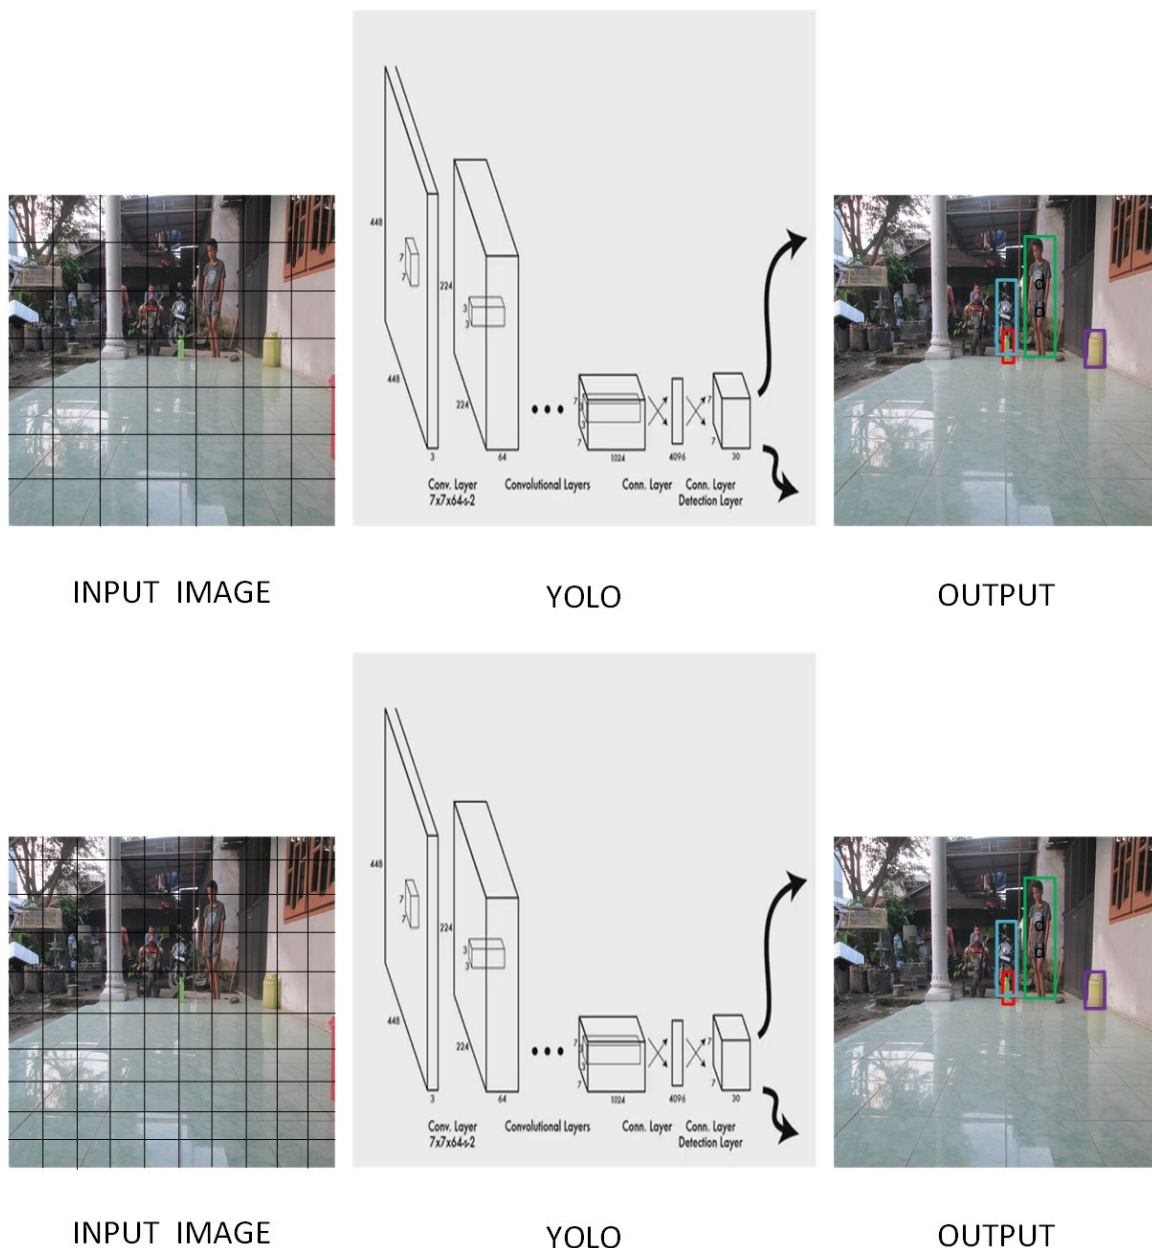 448
7
7
448
3
224
3
3
224
64
7
3
3
7
1024
4096
7
7
30
Conv. Layer
7x7x64-s-2
Convolutional Layers
Conn. Layer
Conn. Layer
Detection Layer
d
d
INPUT IMAGE
YOLO
OUTPUT
448
7
7
448
3
224
3
3
224
64
7
3
3
7
1024
4096
7
7
30
Conv. Layer
7x7x64-s-2
Convolutional Layers
Conn. Layer
Conn. Layer
Detection Layer
d
d
INPUT IMAGE
YOLO
OUTPUT